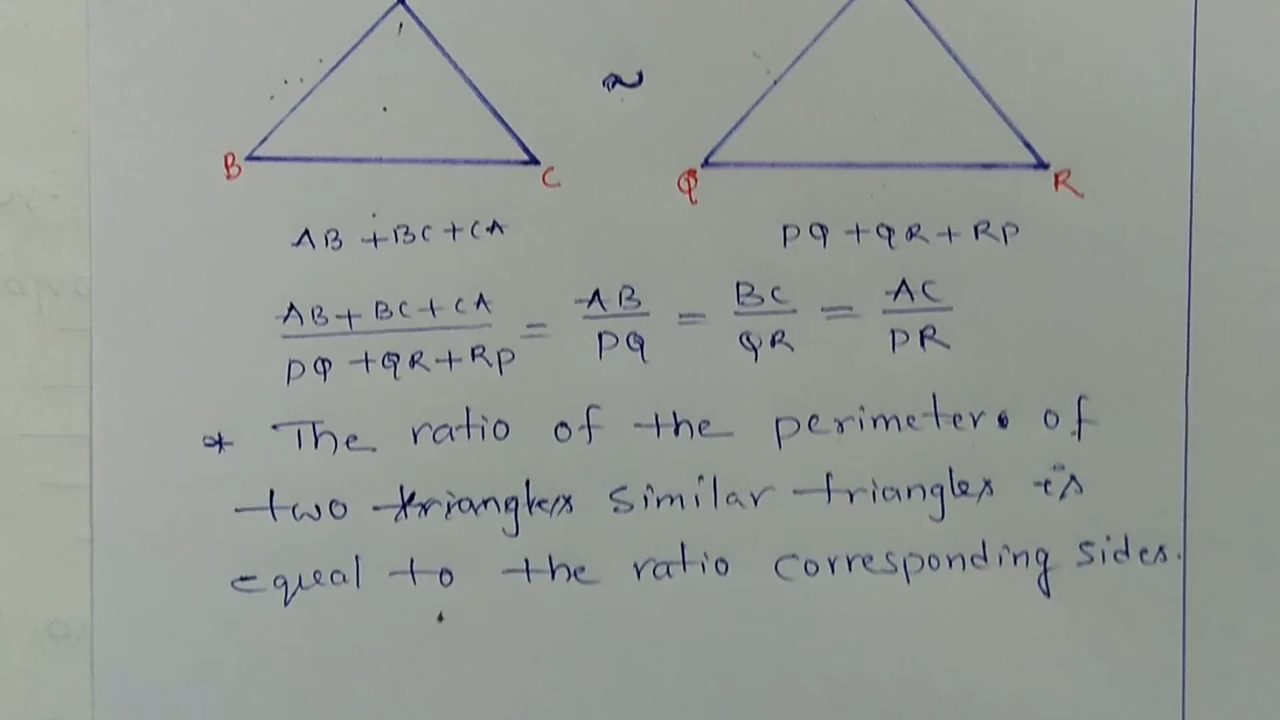 ~
B C Q R
AB + BC + CA PQ + QR + RP
AB + BC + CA / PQ + QR + RP = AB / PQ = BC / QR = AC / PR
* The ratio of the perimeters of
two triangles similar triangles is
equal to the ratio corresponding sides.